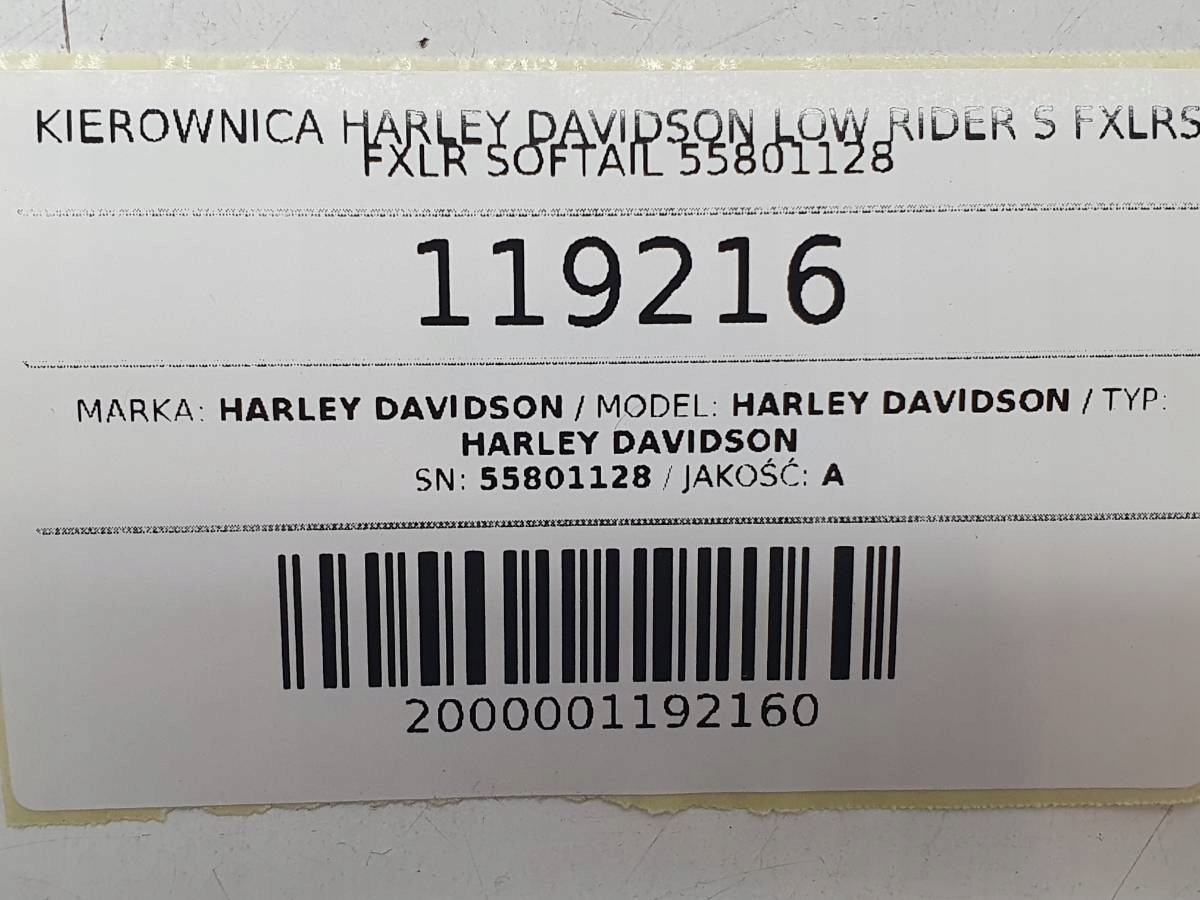 KIEROWNICA HARLEY DAVIDSON LOW RIDER S FXLRS
FXLR SOFTAIL 55801128
119216
MARKA: HARLEY DAVIDSON / MODEL: HARLEY DAVIDSON / TYP:
HARLEY DAVIDSON
SN: 55801128 / JAKOŚĆ: A
2000001192160